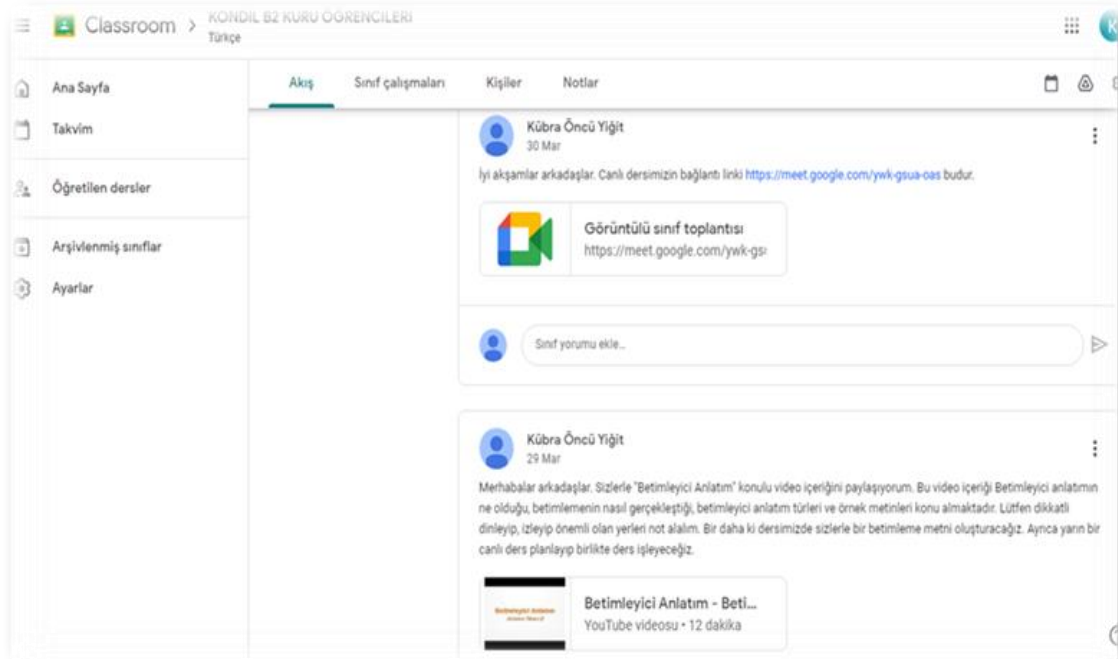 Classroom > KONDİL B2 KURU ÖĞRENCİLERİ
Türkçe
Ana Sayfa
Takvim
Öğretilen dersler
Arşivlenmiş sınıflar
Ayarlar
Akış Sınıf çalışmaları Kişiler Notlar
Kübra Öncü Yiğit
30 Mar
İyi akşamlar arkadaşlar. Canlı dersimizin bağlantı linki https://meet.google.com/ywk-gsua-oas budur.
Görüntülü sınıf toplantısı
https://meet.google.com/ywk-gsu
Sınıf yorumu ekle...
Kübra Öncü Yiğit
29 Mar
Merhabalar arkadaşlar. Sizlerle "Betimleyici Anlatım" konulu video içeriğini paylaşıyorum. Bu video içeriği Betimleyici anlatımın
ne olduğu, betimlemenin nasıl gerçekleştiği, betimleyici anlatım türleri ve örnek metinleri konu almaktadır. Lütfen dikkatli
dinleyip, izleyip önemli olan yerleri not alalım. Bir daha ki dersimizde sizlerle bir betimleme metni oluşturacağız. Ayrıca yarın bir
canlı ders planlayıp birlikte ders işleyeceğiz.
Betimleyici Anlatım
Betimleyici Anlatım - Beti...
YouTube videosu • 12 dakika